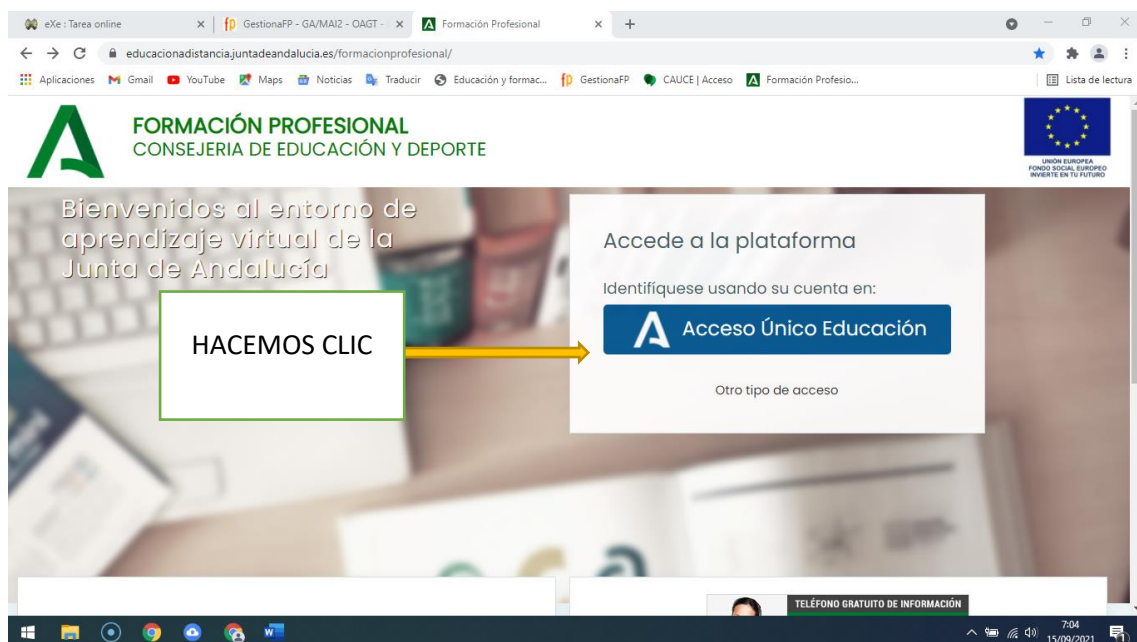 eXe : Tarea online
GestionaFP - GA/MAI2 - OAGT -
Formación Profesional
educacionadistancia.juntadeandalucia.es/formacionprofesional/
Aplicaciones
Gmail
YouTube
Maps
Noticias
Traducir
Educación y formac...
GestionaFP
CAUCE | Acceso
Formación Profesio...
Lista de lectura
FORMACIÓN PROFESIONAL
CONSEJERIA DE EDUCACIÓN Y DEPORTE
UNIÓN EUROPEA
FONDO SOCIAL EUROPEO
INVIERTE EN TU FUTURO
Bienvenidos al entorno de
aprendizaje virtual de la
Junta de Andalucía
HACEMOS CLIC
Accede a la plataforma
Identifíquese usando su cuenta en:
Acceso Único Educación
Otro tipo de acceso
TELÉFONO GRATUITO DE INFORMACIÓN
7:04
15/09/2021